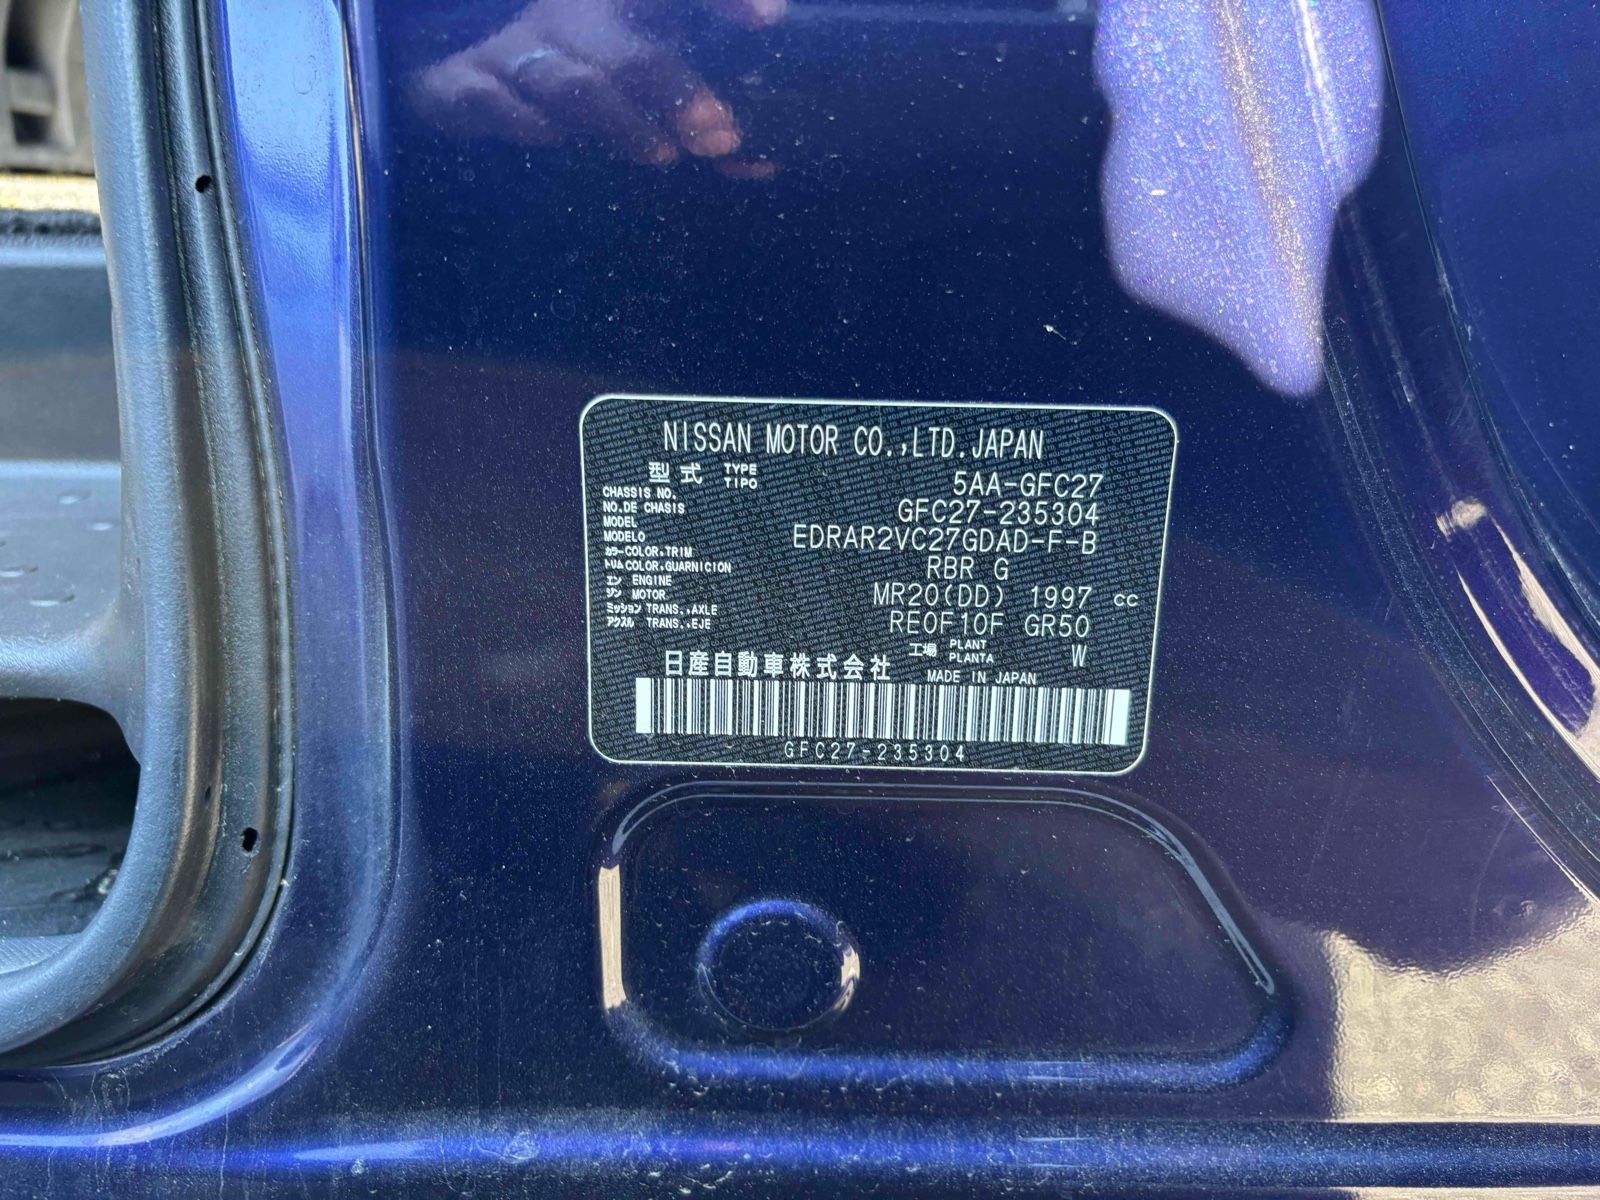 NISSAN MOTOR CO.,LTD.JAPAN
型式 TYPE TIPO 5AA-GFC27
CHASSIS NO.
NO.DE CHASIS GFC27-235304
MODEL
MODELO EDRAR2VC27GDAD-F-B
カラー COLOR,TRIM
トリム COLOR,GUARNICION RBR G
エン ENGINE
ジン MOTOR MR20(DD) 1997 CC
ミッション TRANS.,AXLE
アクスル TRANS.,EJE RE0F10F GR50
工場 PLANT PLANTA W
日産自動車株式会社 MADE IN JAPAN
GFC27-235304